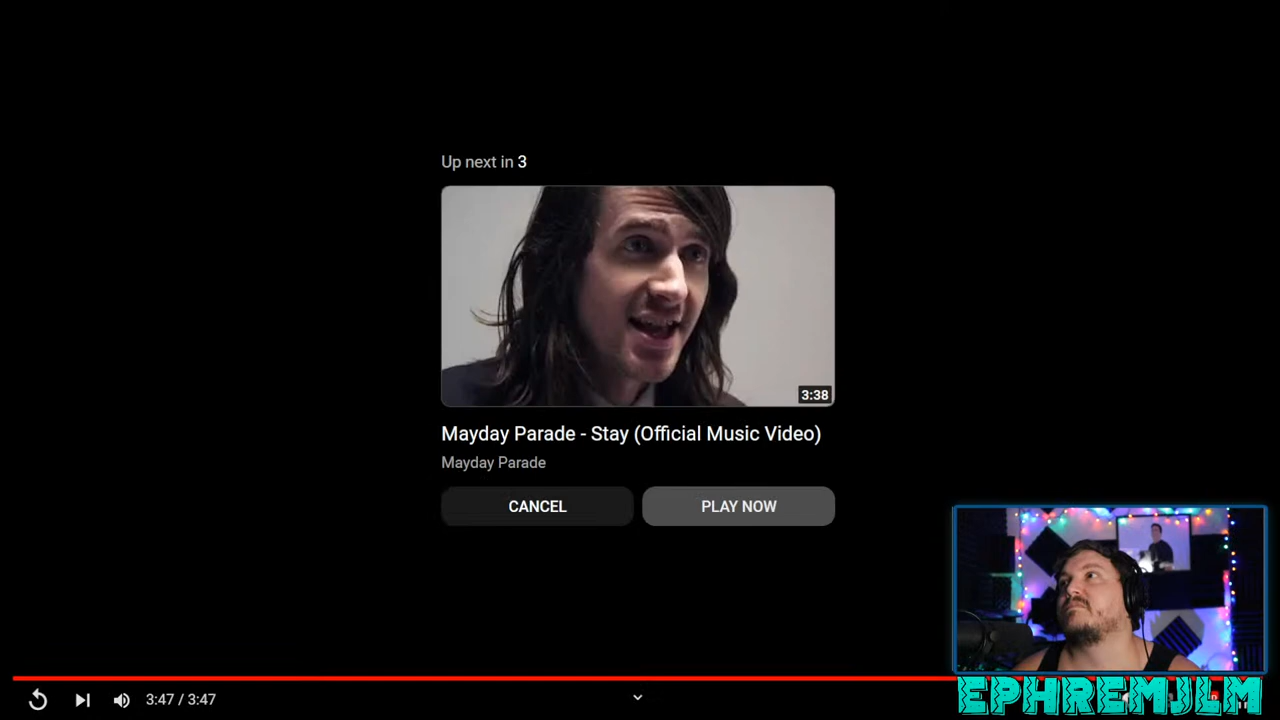 Up next in 3
3:38
Mayday Parade - Stay (Official Music Video)
Mayday Parade
CANCEL
PLAY NOW
3:47 / 3:47
EPHREMJLM